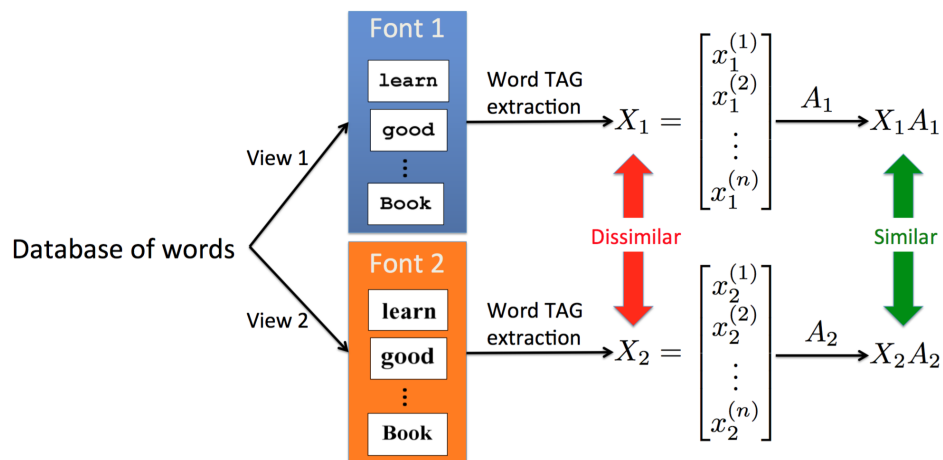 Font 1
learn
good
⋮
Book
View 1
Word TAG
extraction
X₁ = [x₁⁽¹⁾ x₁⁽²⁾ ⋮ x₁⁽ⁿ⁾]
A₁
X₁A₁
Database of words
Dissimilar
Similar
Font 2
learn
good
⋮
Book
View 2
Word TAG
extraction
X₂ = [x₂⁽¹⁾ x₂⁽²⁾ ⋮ x₂⁽ⁿ⁾]
A₂
X₂A₂